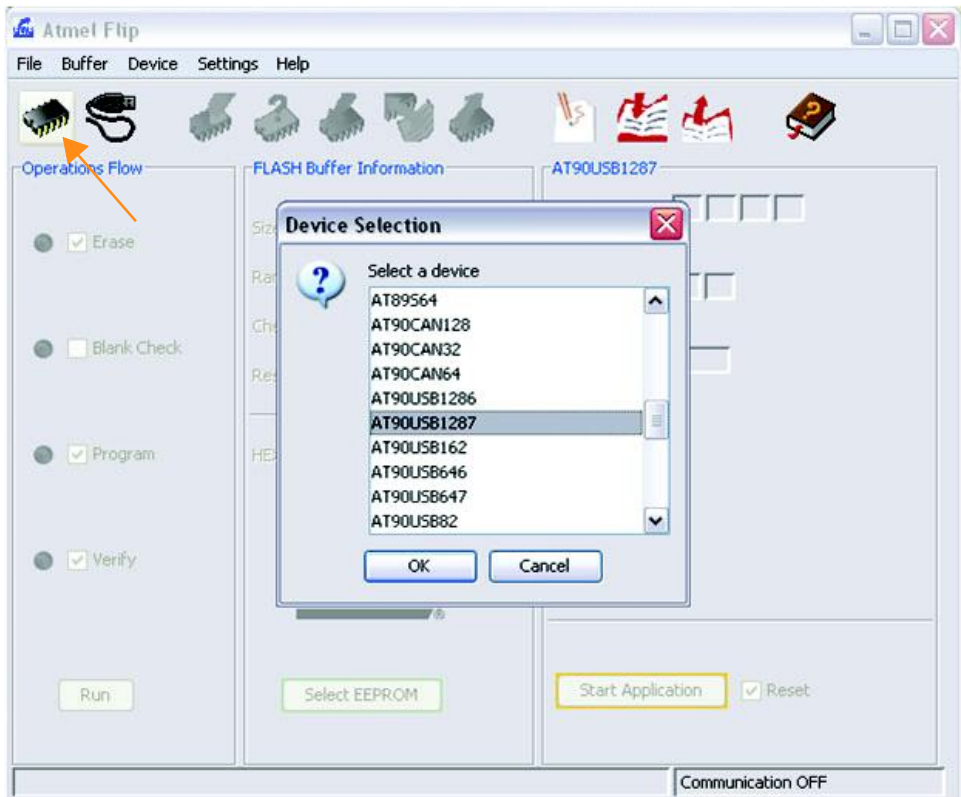 Atmel Flip
File Buffer Device Settings Help
Operations Flow
FLASH Buffer Information
AT90USB1287
Erase
Blank Check
Program
Verify
Run
Device Selection
Select a device
AT89564
AT90CAN128
AT90CAN32
AT90CAN64
AT90USB1286
AT90USB1287
AT90USB162
AT90USB646
AT90USB647
AT90USB82
OK Cancel
®
Select EEPROM
Start Application
Reset
Communication OFF